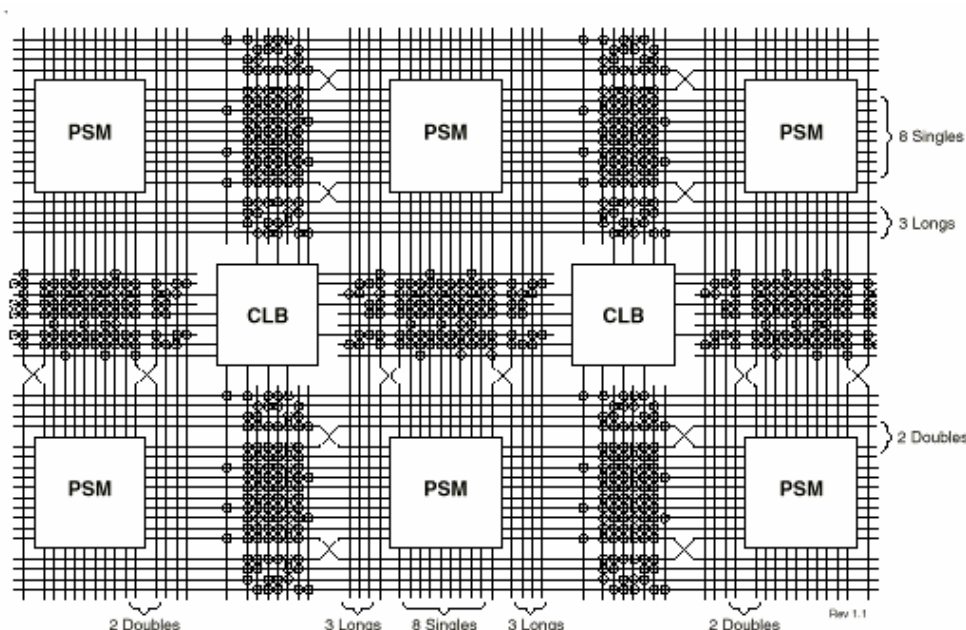 PSM PSM PSM
8 Singles
3 Longs
CLB CLB
2 Doubles
PSM PSM PSM
Rev 1.1
2 Doubles 3 Longs 8 Singles 3 Longs 2 Doubles